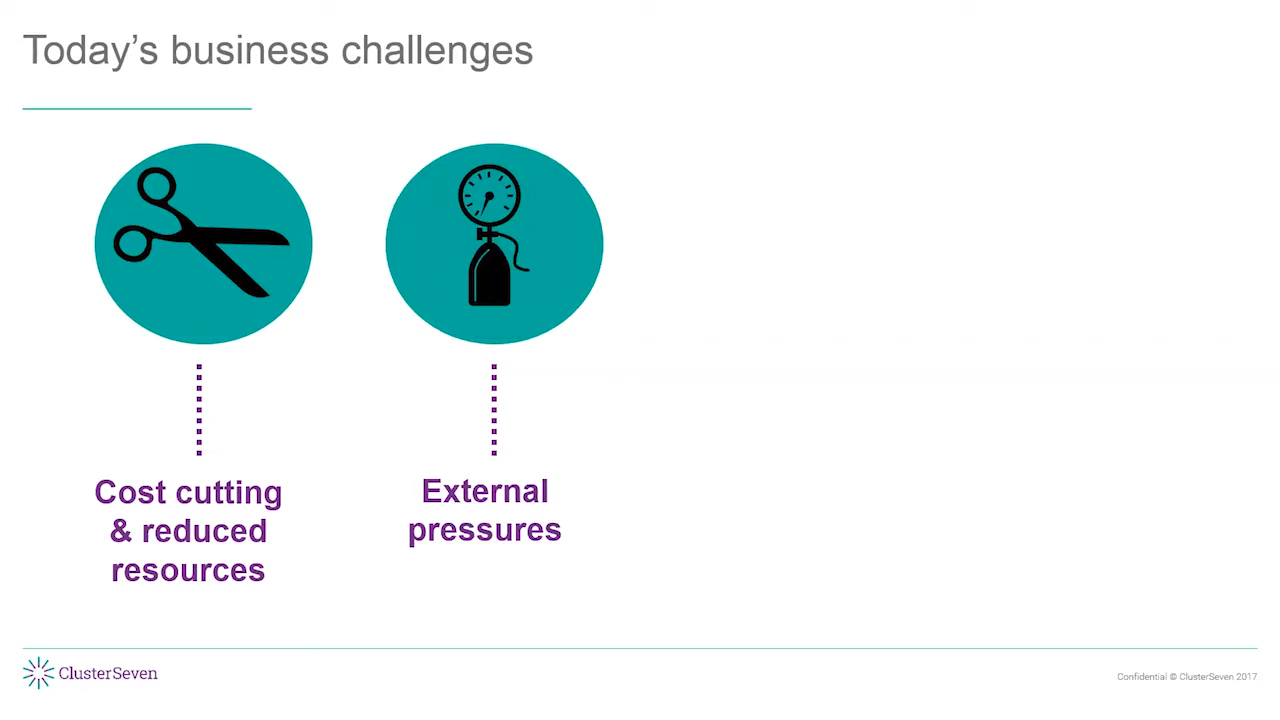 Today’s business challenges
Cost cutting
& reduced
resources
External
pressures
ClusterSeven
Confidential © ClusterSeven 2017